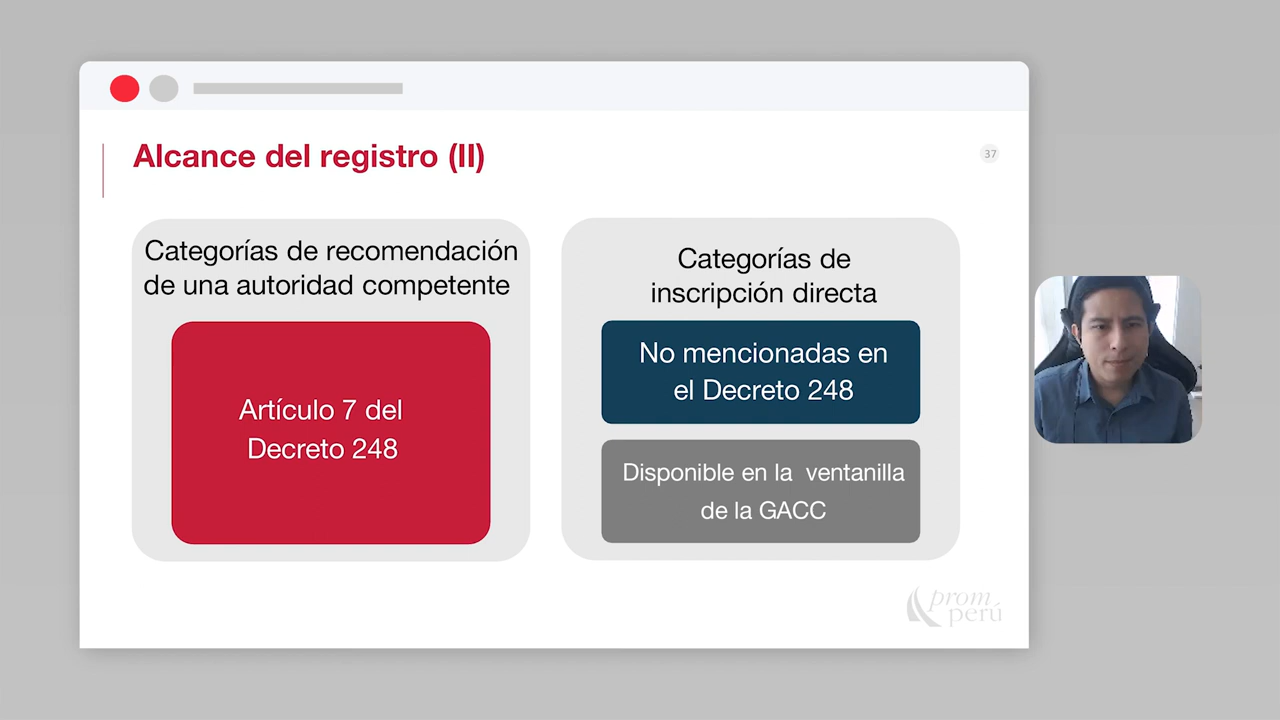 Alcance del registro (II)
37
Categorías de recomendación
de una autoridad competente
Artículo 7 del
Decreto 248
Categorías de
inscripción directa
No mencionadas en
el Decreto 248
Disponible en la ventanilla
de la GACC
prom
perú